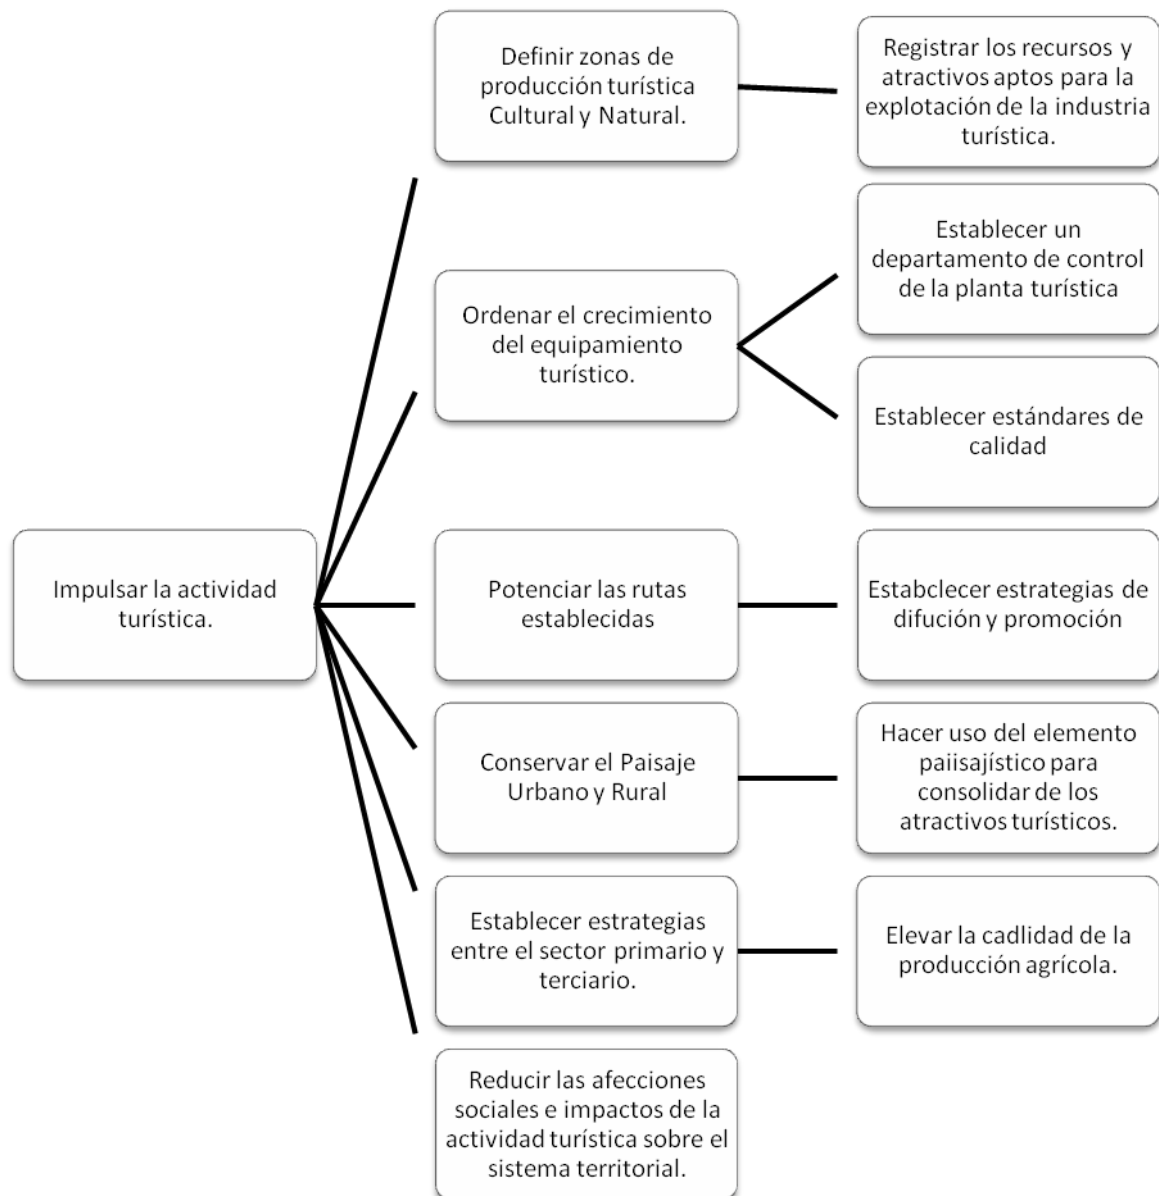 Definir zonas de
producción turística
Cultural y Natural.
Registrar los recursos y
atractivos aptos para la
explotación de la industria
turística.
Establecer un
departamento de control
de la planta turística
Ordenar el crecimiento
del equipamiento
turístico.
Establecer estándares de
calidad
Impulsar la actividad
turística.
Potenciar las rutas
establecidas
Estabclecer estrategias de
difución y promoción
Conservar el Paisaje
Urbano y Rural
Hacer uso del elemento
paiisajístico para
consolidar de los
atractivos turísticos.
Establecer estrategias
entre el sector primario y
terciario.
Elevar la cadlidad de la
producción agrícola.
Reducir las afecciones
sociales e impactos de la
actividad turística sobre el
sistema territorial.